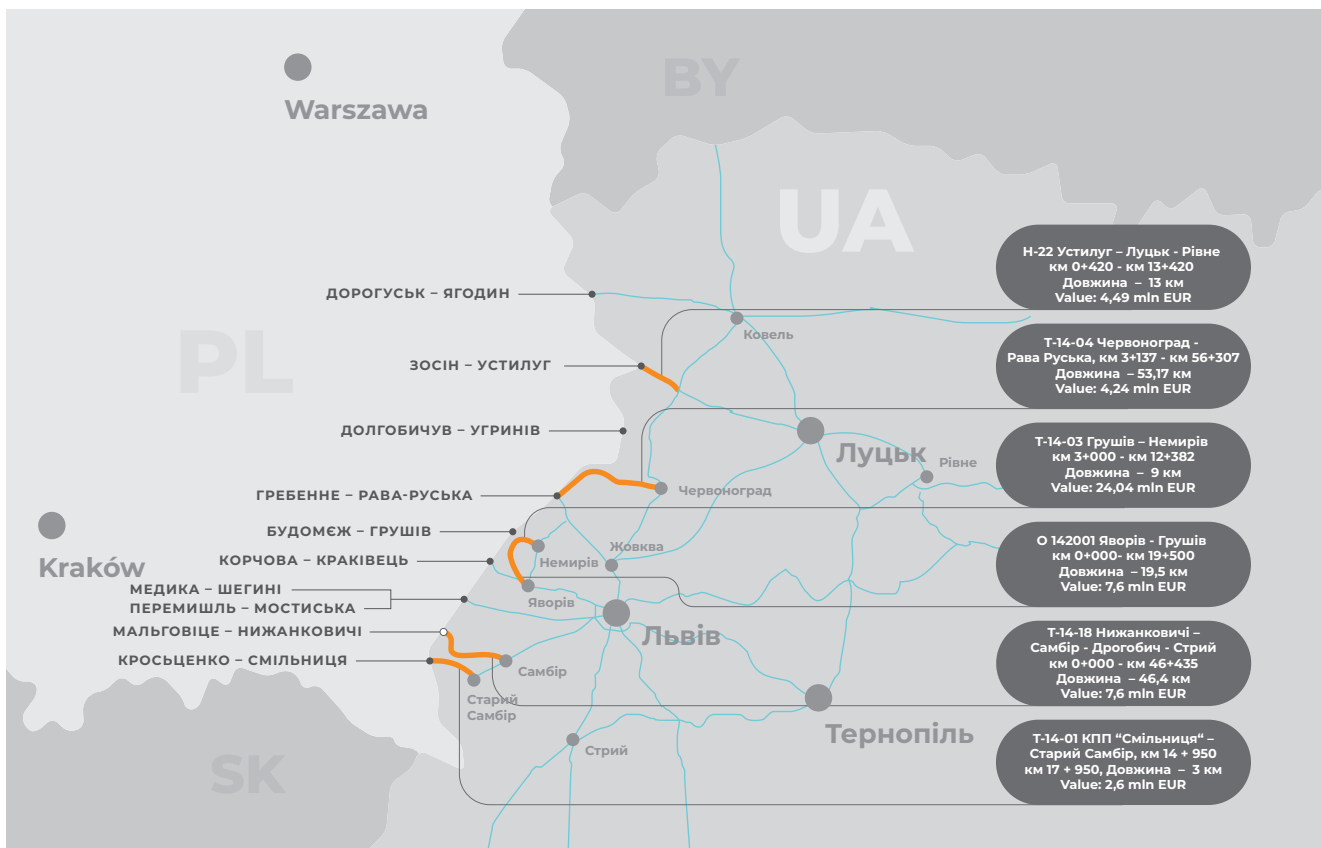 BY
Warszawa
UA
PL
SK
ДОРОГУСЬК – ЯГОДИН
ЗОСІН – УСТИЛУГ
ДОЛГОБИЧУВ – УГРИНІВ
ГРЕБЕННЕ – РАВА-РУСЬКА
БУДОМЄЖ – ГРУШІВ
КОРЧОВА – КРАКІВЕЦЬ
МЕДИКА – ШЕГИНІ
ПЕРЕМИШЛЬ – МОСТИСЬКА
МАЛЬГОВІЦЕ – НИЖАНКОВИЧІ
КРОСЬЦЕНКО – СМІЛЬНИЦЯ
Kraków
Ковель
Луцьк
Рівне
Червоноград
Жовква
Немирів
Яворів
Львів
Самбір
Старий
Самбір
Стрий
Тернопіль
Н-22 Устилуг – Луцьк - Рівне
км 0+420 - км 13+420
Довжина – 13 км
Value: 4,49 mln EUR
Т-14-04 Червоноград -
Рава Руська, км 3+137 - км 56+307
Довжина – 53,17 км
Value: 4,24 mln EUR
Т-14-03 Грушів – Немирів
км 3+000 - км 12+382
Довжина – 9 км
Value: 24,04 mln EUR
О 142001 Яворів - Грушів
км 0+000- км 19+500
Довжина – 19,5 км
Value: 7,6 mln EUR
Т-14-18 Нижанковичі –
Самбір - Дрогобич - Стрий
км 0+000 - км 46+435
Довжина – 46,4 км
Value: 7,6 mln EUR
Т-14-01 КПП “Смільниця“ –
Старий Самбір, км 14 + 950
км 17 + 950, Довжина – 3 км
Value: 2,6 mln EUR